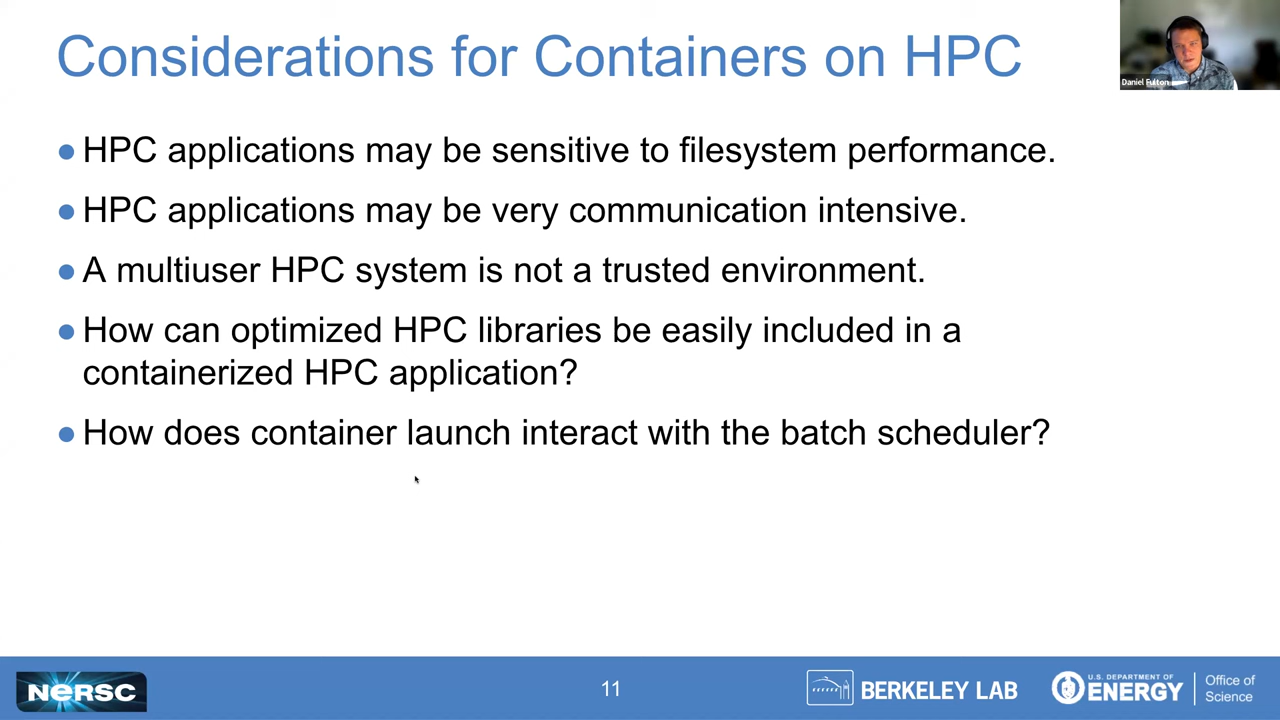 Considerations for Containers on HPC
Daniel Fulton
● HPC applications may be sensitive to filesystem performance.
● HPC applications may be very communication intensive.
● A multiuser HPC system is not a trusted environment.
● How can optimized HPC libraries be easily included in a
containerized HPC application?
● How does container launch interact with the batch scheduler?
NERSC
11
BERKELEY LAB
U.S. DEPARTMENT OF
ENERGY
Office of
Science